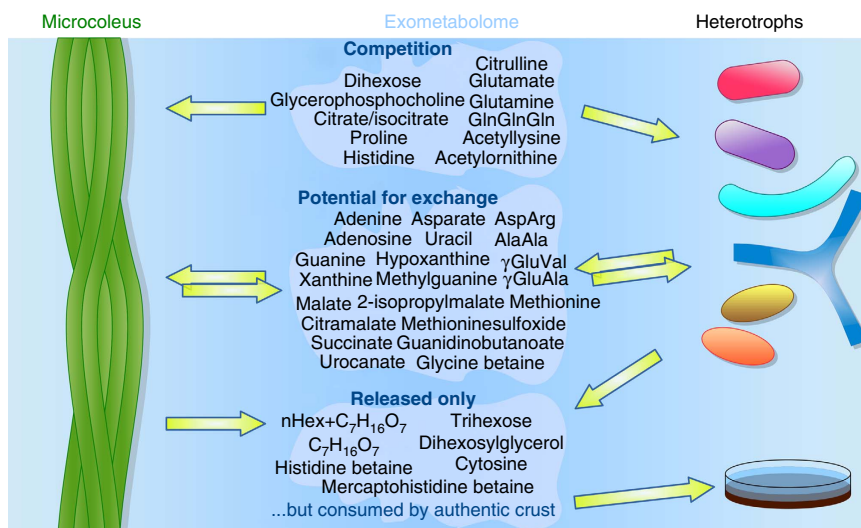 Microcoleus Exometabolome Heterotrophs
Competition
Citrulline
Dihexose Glutamate
Glycerophosphocholine Glutamine
Citrate/isocitrate GlnGlnGln
Proline Acetyllysine
Histidine Acetylornithine
Potential for exchange
Adenine Asparate AspArg
Adenosine Uracil AlaAla
Guanine Hypoxanthine γGluVal
Xanthine Methylguanine γGluAla
Malate 2-isopropylmalate Methionine
Citramalate Methioninesulfoxide
Succinate Guanidinobutanoate
Urocanate Glycine betaine
Released only
nHex+C₇H₁₆O₇ Trihexose
C₇H₁₆O₇ Dihexosylglycerol
Histidine betaine Cytosine
Mercaptohistidine betaine
...but consumed by authentic crust